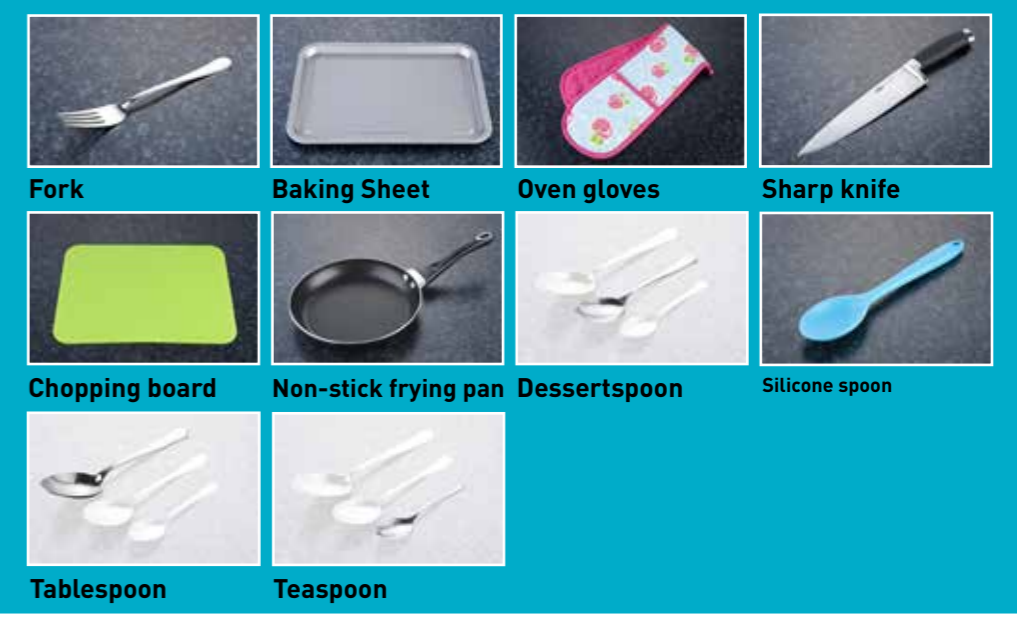 Fork
Baking Sheet
Oven gloves
Sharp knife
Chopping board
Non-stick frying pan
Dessertspoon
Silicone spoon
Tablespoon
Teaspoon